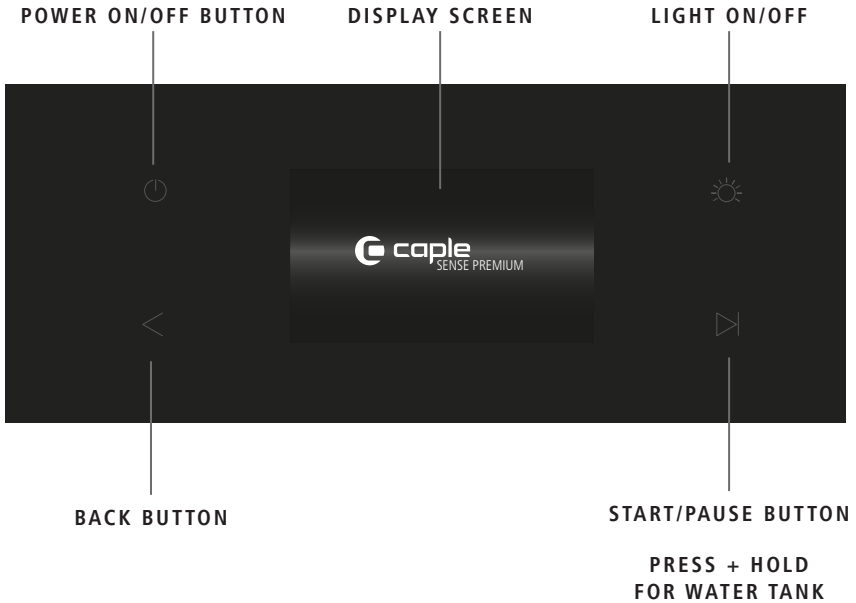 POWER ON/OFF BUTTON
DISPLAY SCREEN
LIGHT ON/OFF
caple
SENSE PREMIUM
BACK BUTTON
START/PAUSE BUTTON
PRESS + HOLD
FOR WATER TANK